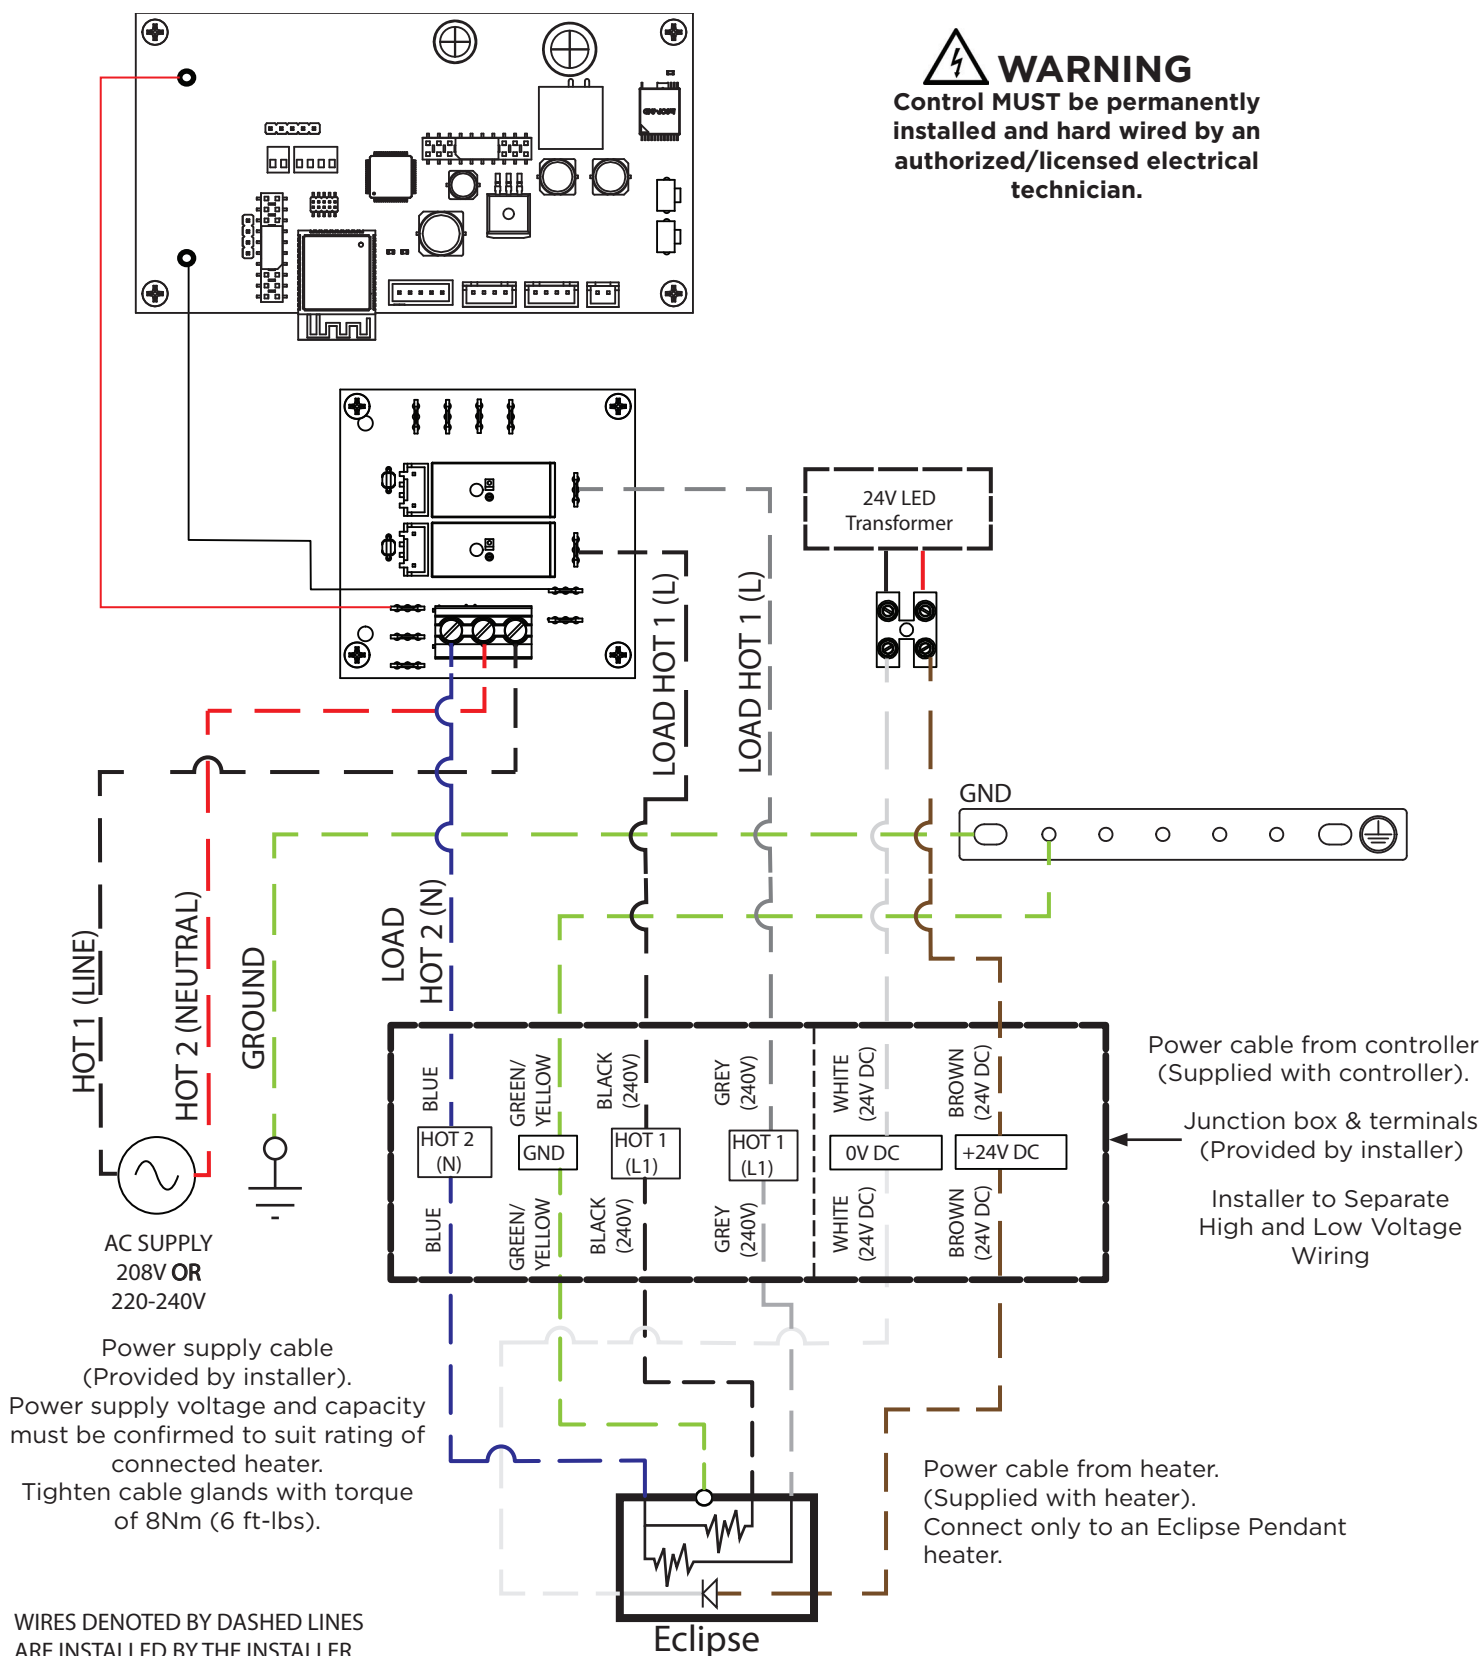 WARNING
Control MUST be permanently
installed and hard wired by an
authorized/licensed electrical
technician.
24V LED
Transformer
LOAD HOT 1 (L)
LOAD HOT 1 (L)
GND
HOT 1 (LINE)
HOT 2 (NEUTRAL)
GROUND
LOAD
HOT 2 (N)
BLUE
GREEN/
YELLOW
BLACK
(240V)
GREY
(240V)
WHITE
(24V DC)
BROWN
(24V DC)
HOT 2
(N)
GND
HOT 1
(L1)
HOT 1
(L1)
0V DC
+24V DC
BLUE
GREEN/
YELLOW
BLACK
(240V)
GREY
(240V)
WHITE
(24V DC)
BROWN
(24V DC)
Power cable from controller
(Supplied with controller).
Junction box & terminals
(Provided by installer)
Installer to Separate
High and Low Voltage
Wiring
AC SUPPLY
208V OR
220-240V
Power supply cable
(Provided by installer).
Power supply voltage and capacity
must be confirmed to suit rating of
connected heater.
Tighten cable glands with torque
of 8Nm (6 ft-lbs).
Power cable from heater.
(Supplied with heater).
Connect only to an Eclipse Pendant
heater.
Eclipse
WIRES DENOTED BY DASHED LINES
ARE INSTALLED BY THE INSTALLER